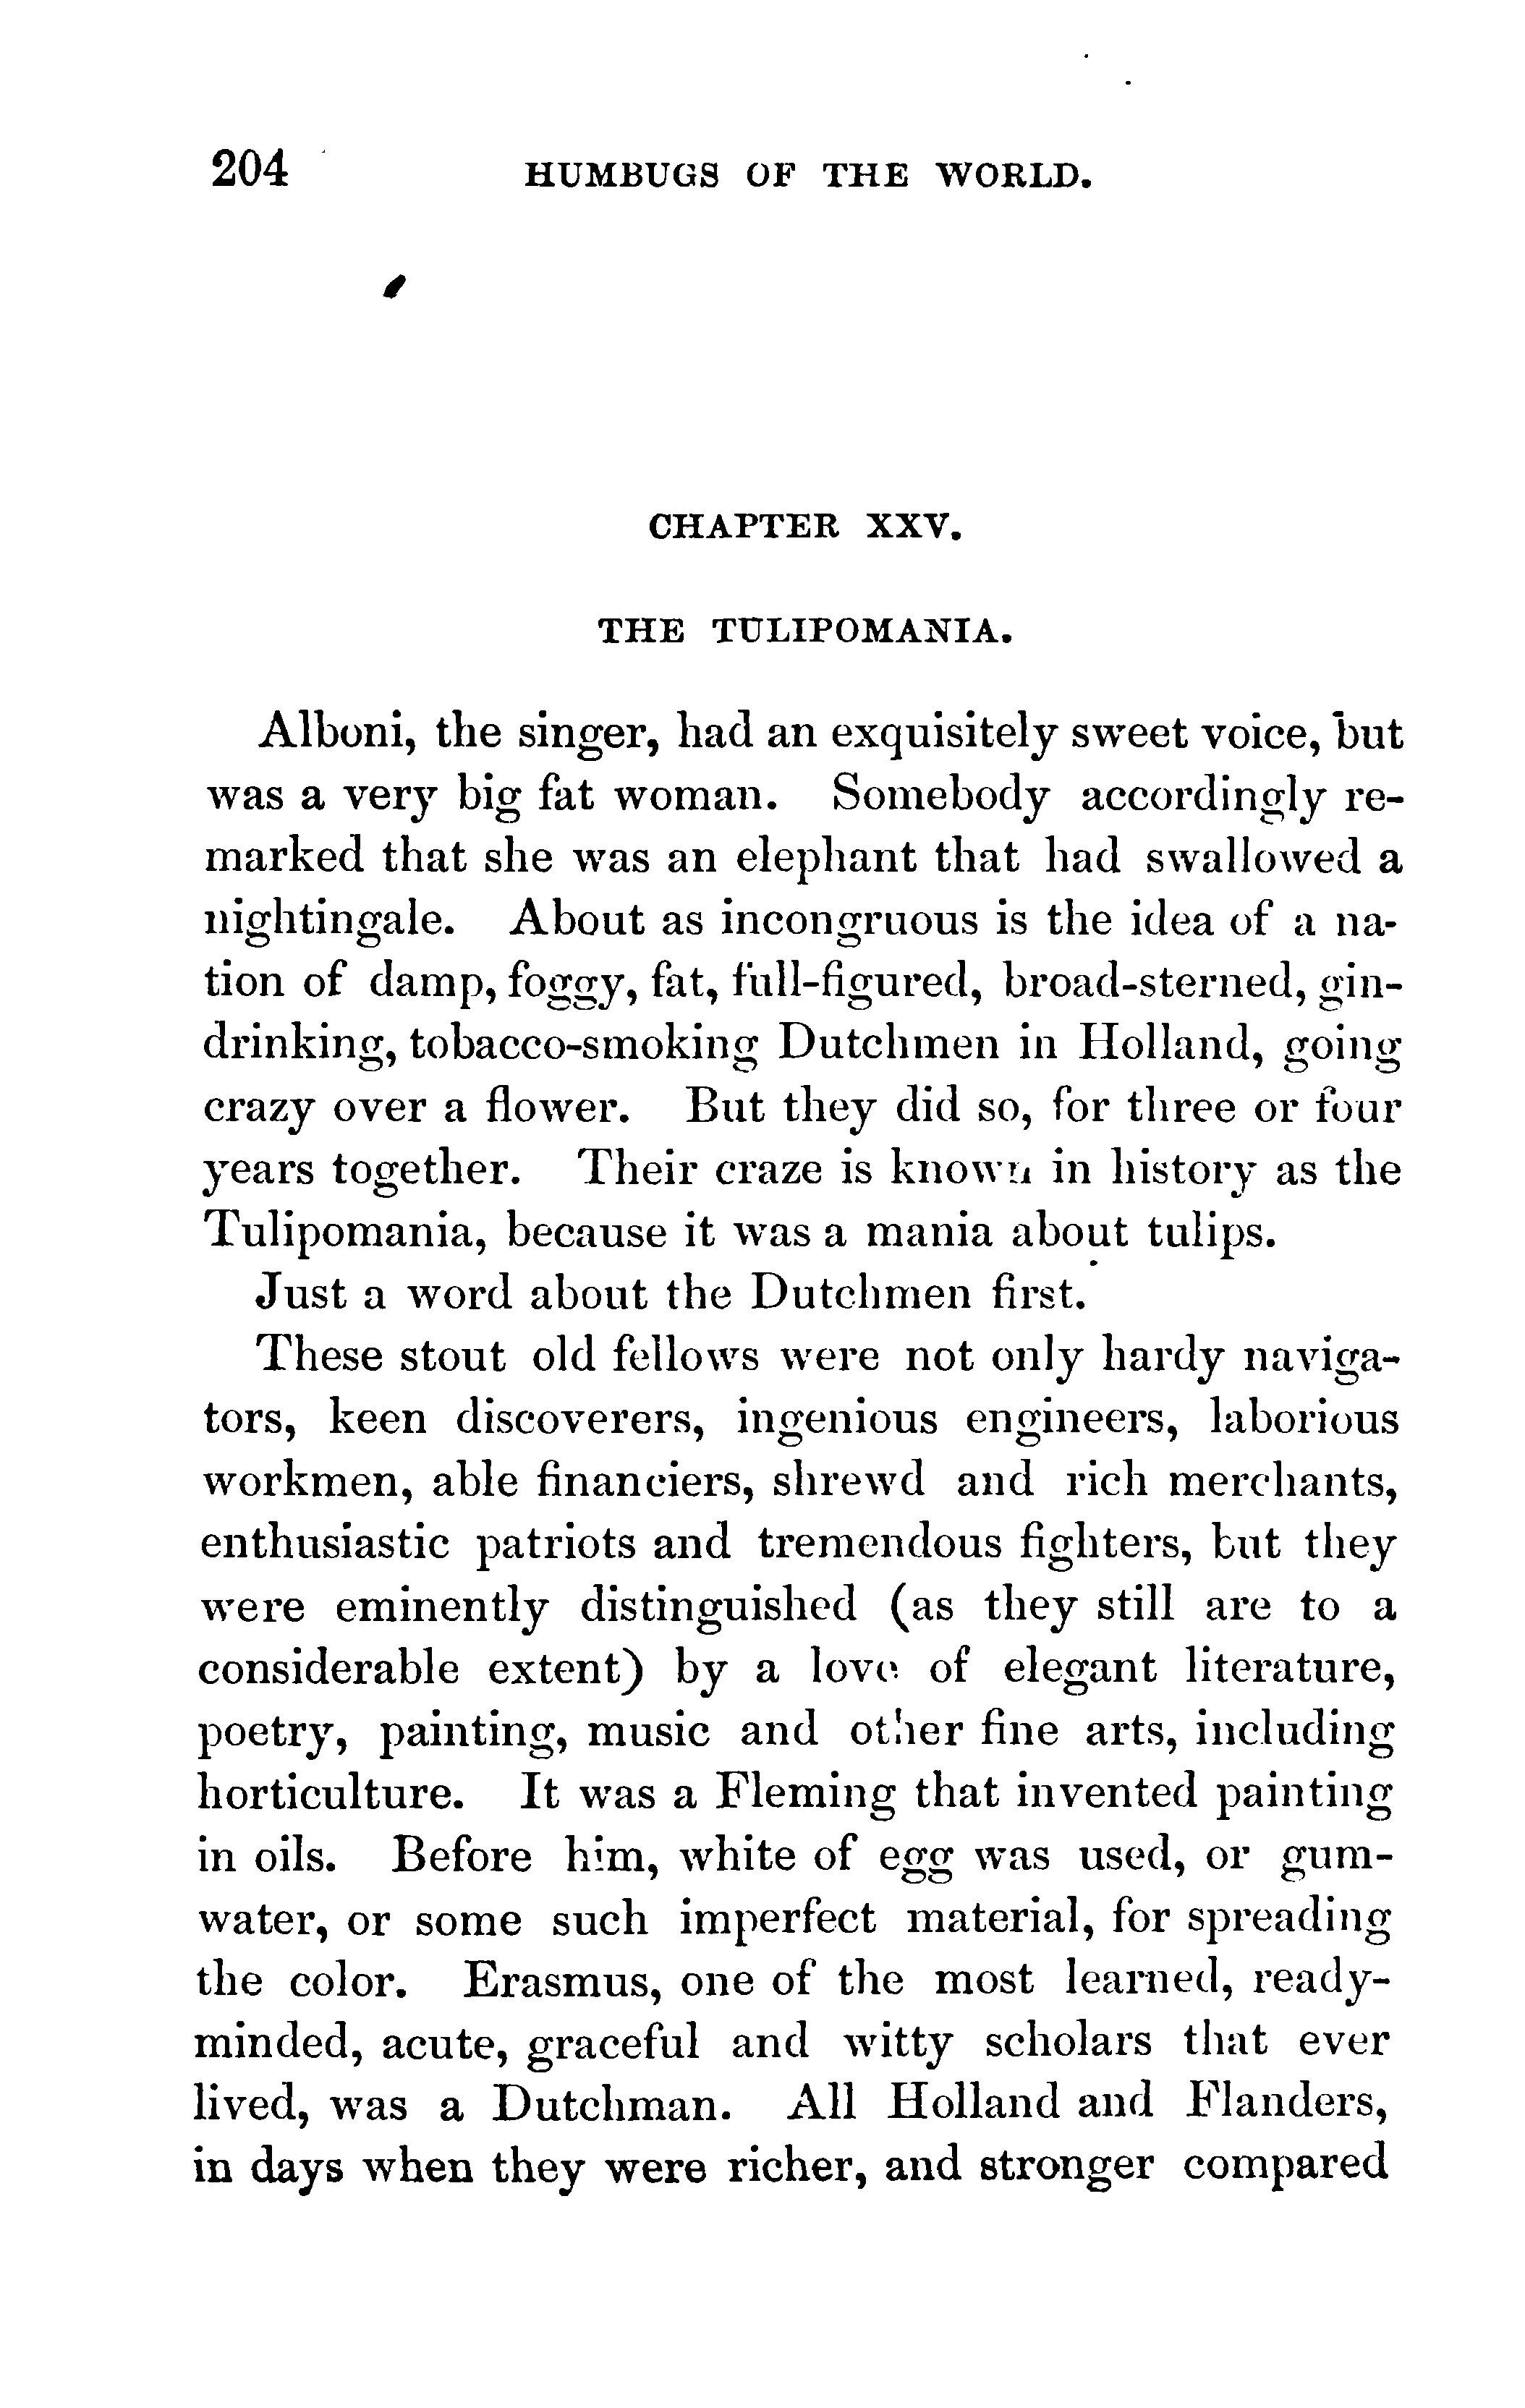 204 HUMBUGS OF THE WORLD.
CHAPTER XXV.
THE TULIPOMANIA.
Alboni, the singer, had an exquisitely sweet voice, but
was a very big fat woman. Somebody accordingly re-
marked that she was an elephant that had swallowed a
nightingale. About as incongruous is the idea of a na-
tion of damp, foggy, fat, full-figured, broad-sterned, gin-
drinking, tobacco-smoking Dutchmen in Holland, going
crazy over a flower. But they did so, for three or four
years together. Their craze is known in history as the
Tulipomania, because it was a mania about tulips.
Just a word about the Dutchmen first.
These stout old fellows were not only hardy naviga-
tors, keen discoverers, ingenious engineers, laborious
workmen, able financiers, shrewd and rich merchants,
enthusiastic patriots and tremendous fighters, but they
were eminently distinguished (as they still are to a
considerable extent) by a love of elegant literature,
poetry, painting, music and other fine arts, including
horticulture. It was a Fleming that invented painting
in oils. Before him, white of egg was used, or gum-
water, or some such imperfect material, for spreading
the color. Erasmus, one of the most learned, ready-
minded, acute, graceful and witty scholars that ever
lived, was a Dutchman. All Holland and Flanders,
in days when they were richer, and stronger compared